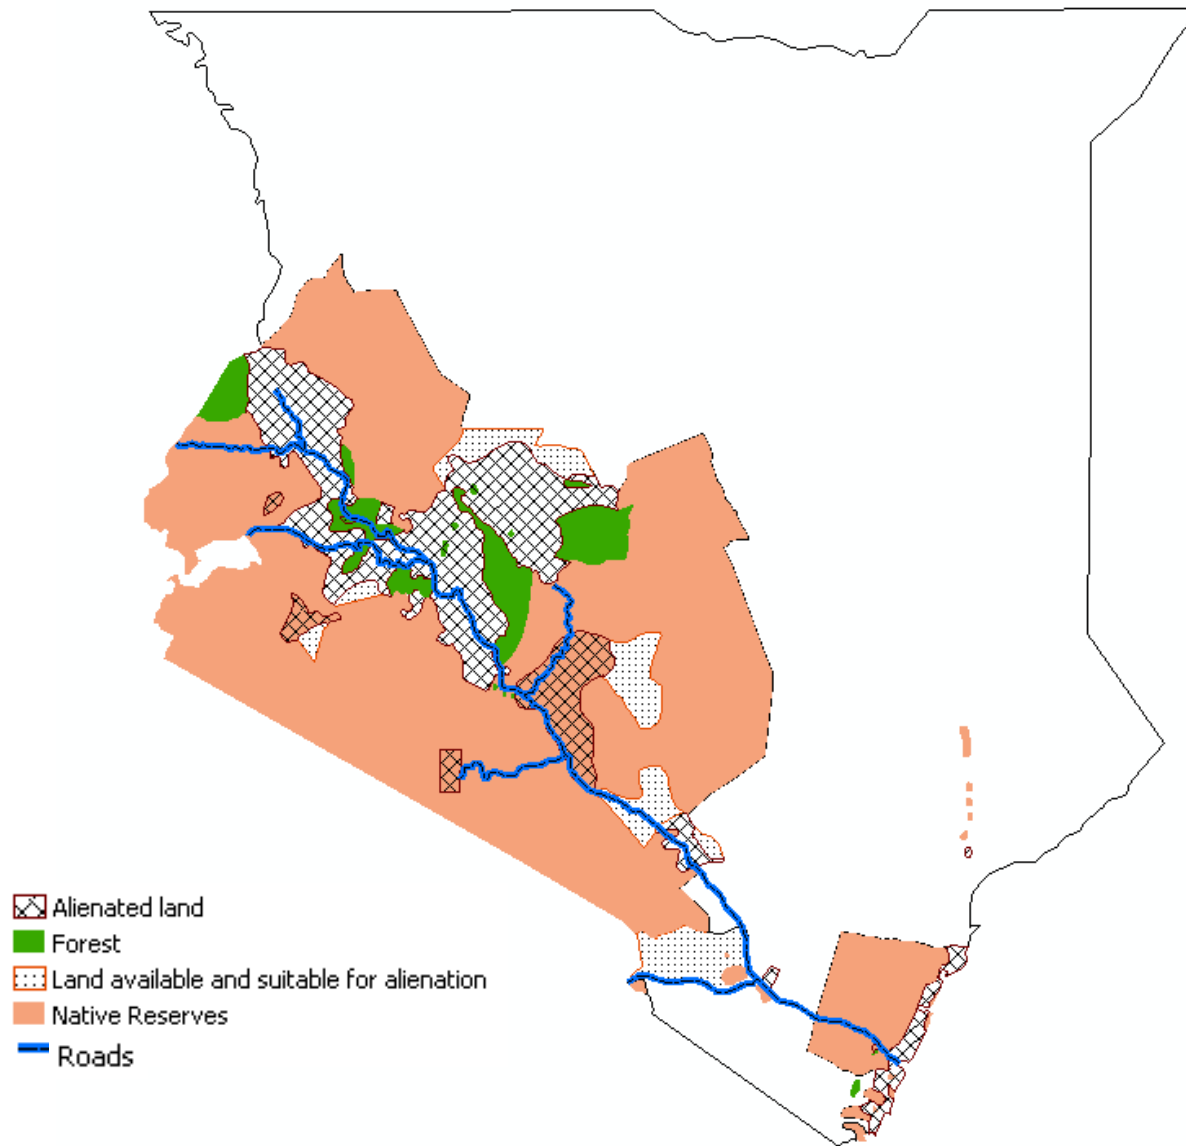 Alienated land
Forest
Land available and suitable for alienation
Native Reserves
Roads